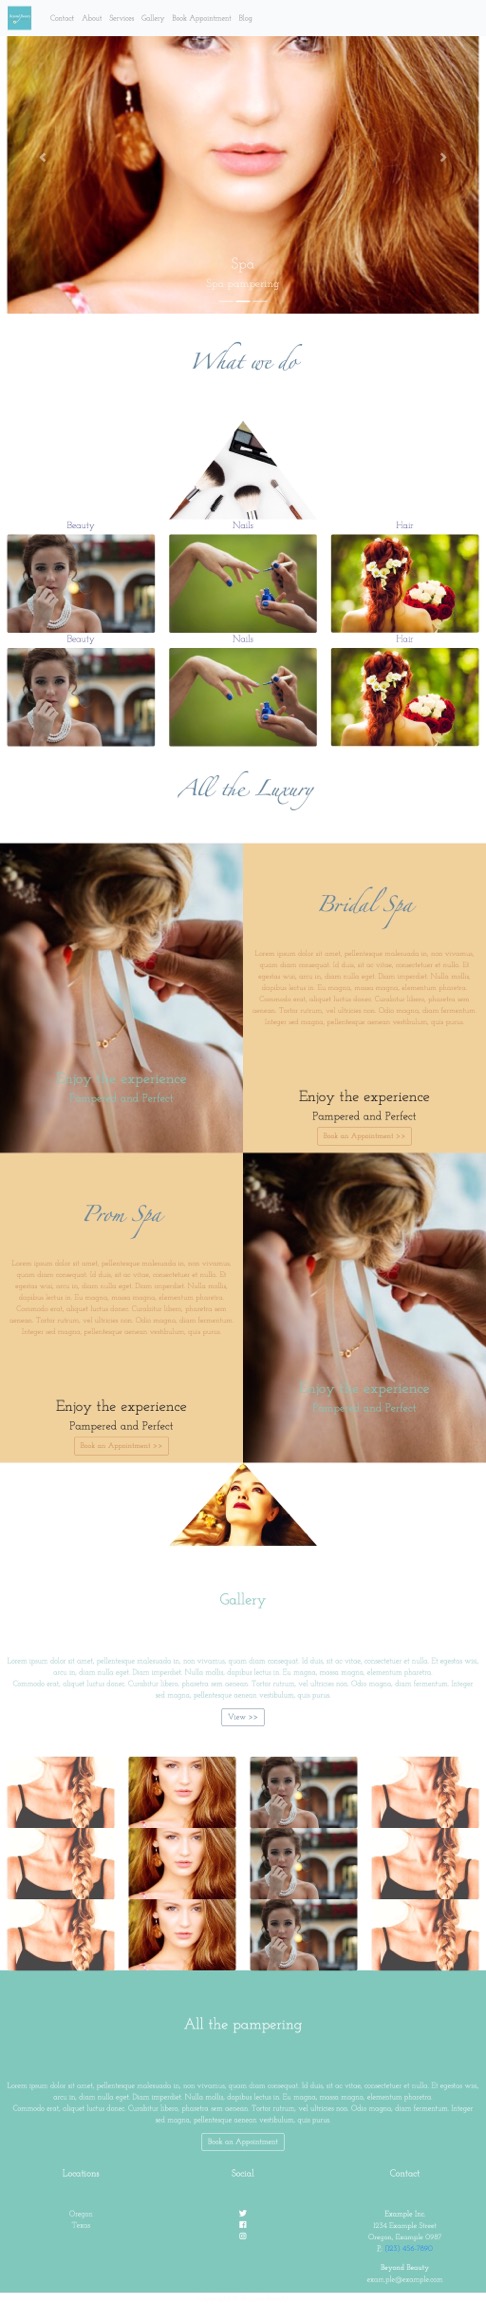 Contact About Services Gallery Book Appointment Blog
Spa
Spa pampering
What we do
Beauty Nails Hair
Beauty Nails Hair
All the Luxury
Enjoy the experience
Pampered and Perfect
Bridal Spa
Lorem ipsum dolor sit amet, pellentesque malesuada in, non vivamus,
quam diam consequat. Id duis, sit ac vitae, consectetuer et nulla. Et
egestas wisi, arcu in, diam nulla eget. Diam imperdiet. Nulla mollis,
dapibus lectus in. Eu magna, massa magna, elementum pharetra.
Commodo erat, aliquet luctus donec. Curabitur libero, pharetra sem
aenean. Tortor rutrum, vel ultricies non. Odio magna, diam fermentum.
Integer sed magna, pellentesque aenean vestibulum, quis purus.
Enjoy the experience
Pampered and Perfect
Book an Appointment >>
Prom Spa
Lorem ipsum dolor sit amet, pellentesque malesuada in, non vivamus,
quam diam consequat. Id duis, sit ac vitae, consectetuer et nulla. Et
egestas wisi, arcu in, diam nulla eget. Diam imperdiet. Nulla mollis,
dapibus lectus in. Eu magna, massa magna, elementum pharetra.
Commodo erat, aliquet luctus donec. Curabitur libero, pharetra sem
aenean. Tortor rutrum, vel ultricies non. Odio magna, diam fermentum.
Integer sed magna, pellentesque aenean vestibulum, quis purus.
Enjoy the experience
Pampered and Perfect
Book an Appointment >>
Enjoy the experience
Pampered and Perfect
Gallery
Lorem ipsum dolor sit amet, pellentesque malesuada in, non vivamus, quam diam consequat. Id duis, sit ac vitae, consectetuer et nulla. Et egestas wisi,
arcu in, diam nulla eget. Diam imperdiet. Nulla mollis, dapibus lectus in. Eu magna, massa magna, elementum pharetra.
Commodo erat, aliquet luctus donec. Curabitur libero, pharetra sem aenean. Tortor rutrum, vel ultricies non. Odio magna, diam fermentum. Integer
sed magna, pellentesque aenean vestibulum, quis purus.
View >>
All the pampering
Lorem ipsum dolor sit amet, pellentesque malesuada in, non vivamus, quam diam consequat. Id duis, sit ac vitae, consectetuer et nulla. Et egestas wisi,
arcu in, diam nulla eget. Diam imperdiet. Nulla mollis, dapibus lectus in. Eu magna, massa magna, elementum pharetra.
Commodo erat, aliquet luctus donec. Curabitur libero, pharetra sem aenean. Tortor rutrum, vel ultricies non. Odio magna, diam fermentum. Integer
sed magna, pellentesque aenean vestibulum, quis purus.
Book an Appointment
Locations Social Contact
Oregon
Texas
Example Inc.
1234 Example Street
Oregon, Example 0987
P: (123) 456-7890
Beyond Beauty
example@example.com